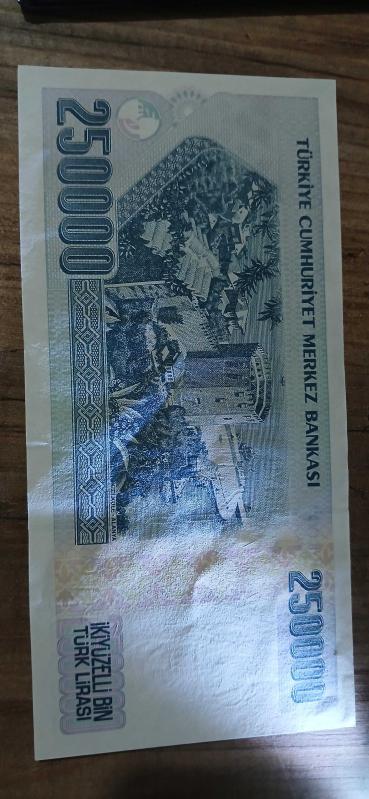 TÜRKİYE CUMHURİYET MERKEZ BANKASI
250000
250000
İKİYÜZELLİ BİN
TÜRK LİRASI